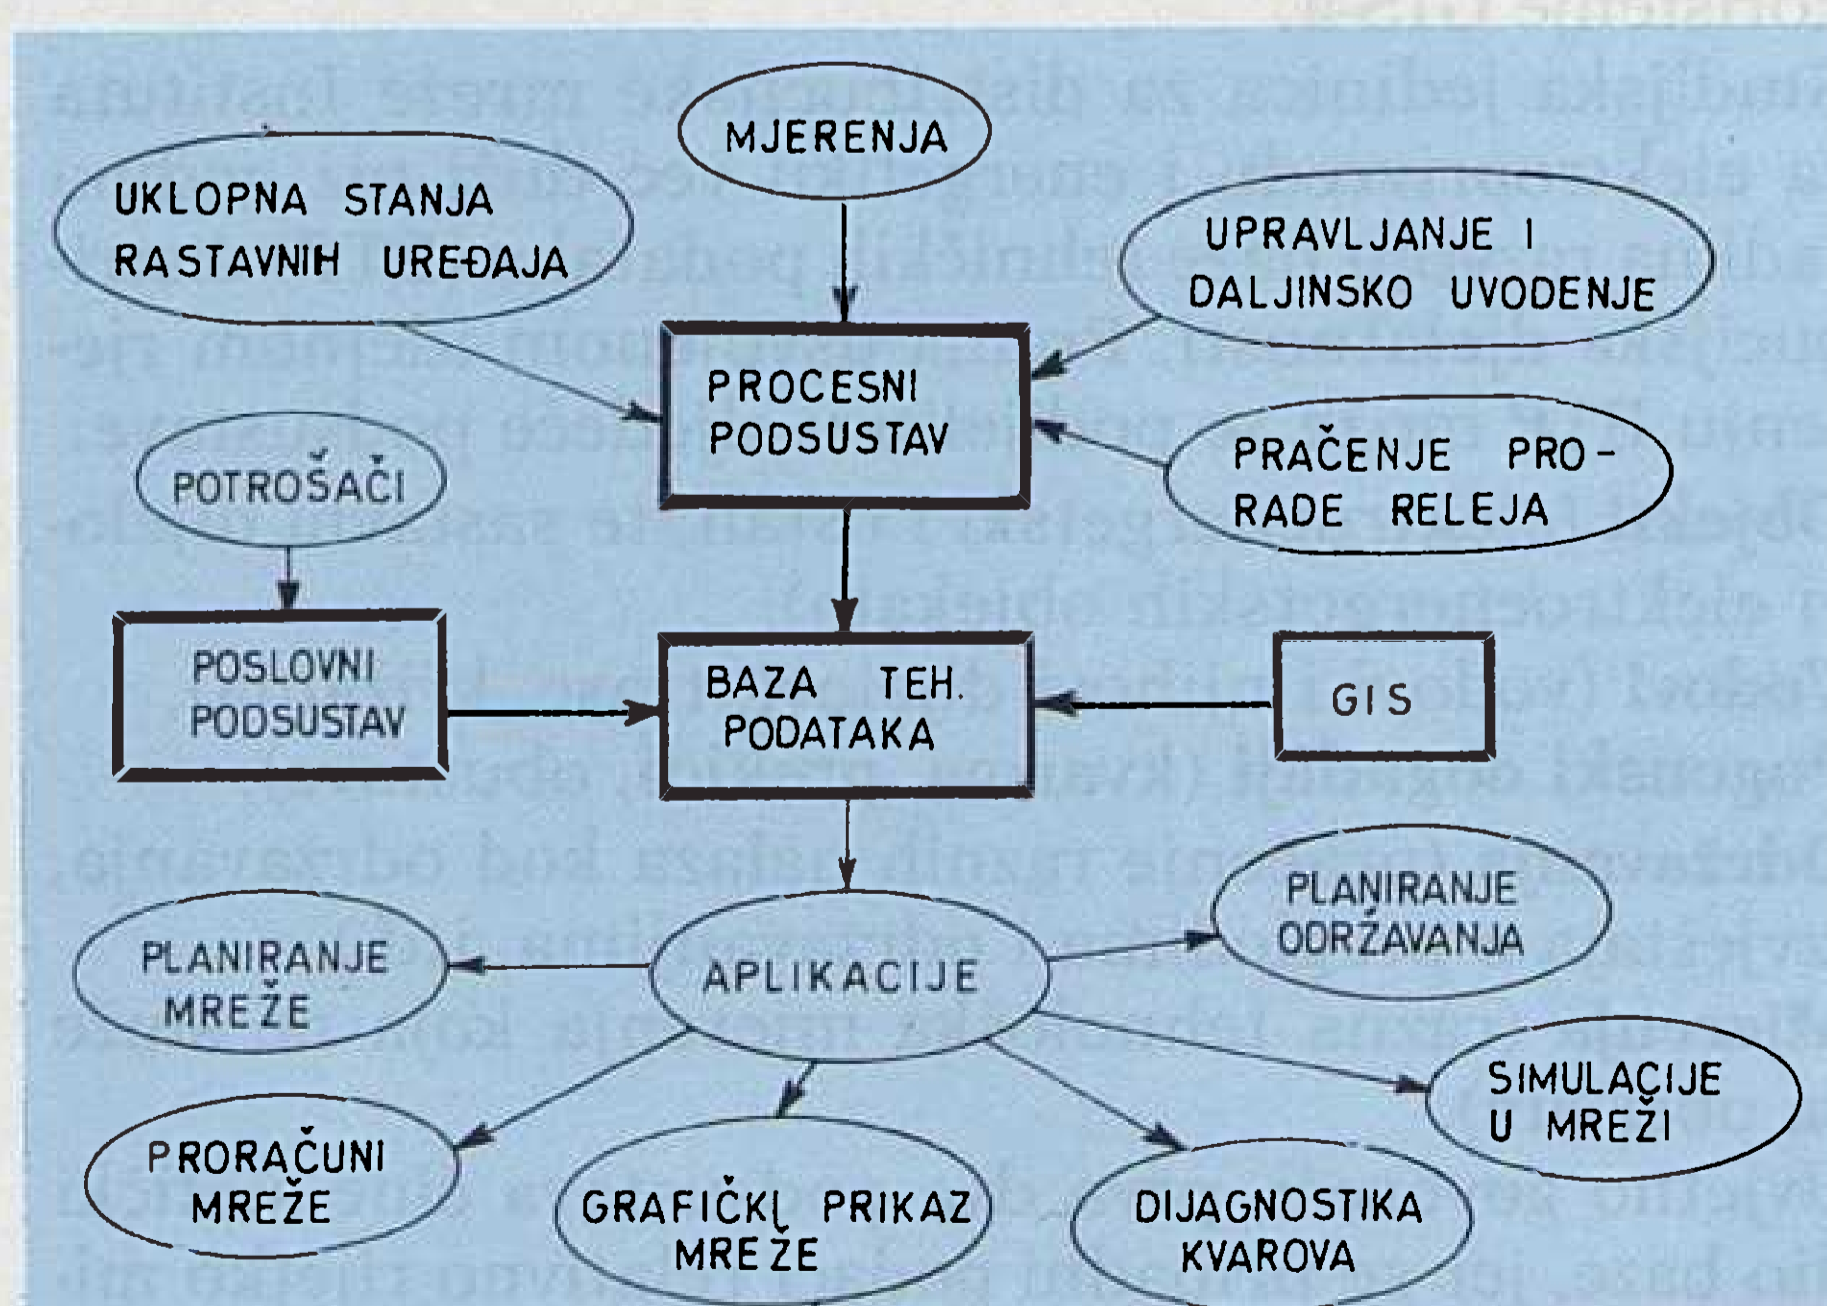 MJERENJA
UKLOPNA STANJA
RASTAVNIH UREĐAJA
UPRAVLJANJE I
DALJINSKO UVODENJE
PROCESNI
PODSUSTAV
PRAČENJE PRO-
RADE RELEJA
POTROŠAČI
POSLOVNI
PODSUSTAV
BAZA TEH.
PODATAKA
GIS
PLANIRANJE
ODRŽAVANJA
PLANIRANJE
MREŽE
APLIKACIJE
SIMULACIJE
U MREŽI
PRORAČUNI
MREŽE
GRAFIČKI PRIKAZ
MREŽE
DIJAGNOSTIKA
KVAROVA